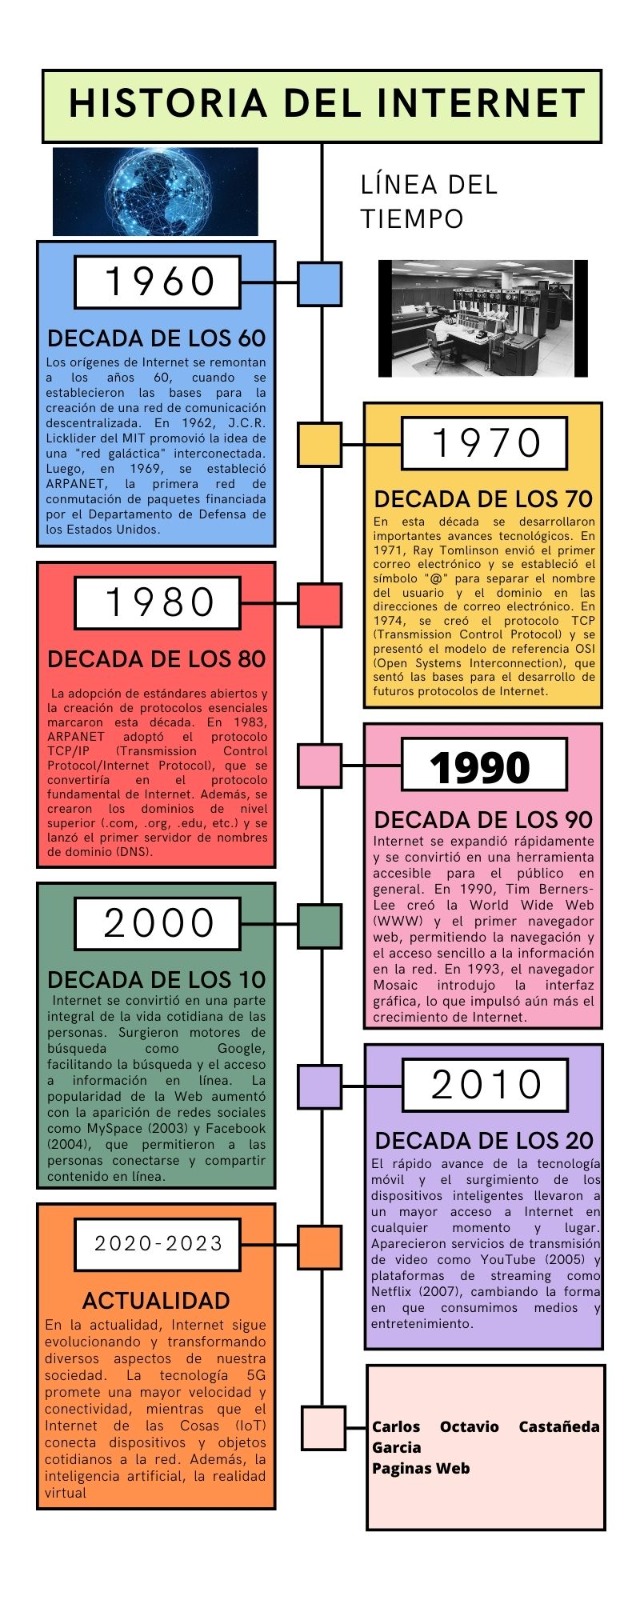 HISTORIA DEL INTERNET
LÍNEA DEL
TIEMPO
1960
DECADA DE LOS 60
Los orígenes de Internet se remontan
a los años 60, cuando se
establecieron las bases para la
creación de una red de comunicación
descentralizada. En 1962, J.C.R.
Licklider del MIT promovió la idea de
una "red galáctica" interconectada.
Luego, en 1969, se estableció
ARPANET, la primera red de
conmutación de paquetes financiada
por el Departamento de Defensa de
los Estados Unidos.
1970
DECADA DE LOS 70
En esta década se desarrollaron
importantes avances tecnológicos. En
1971, Ray Tomlinson envió el primer
correo electrónico y se estableció el
símbolo "@" para separar el nombre
del usuario y el dominio en las
direcciones de correo electrónico. En
1974, se creó el protocolo TCP
(Transmission Control Protocol) y se
presentó el modelo de referencia OSI
(Open Systems Interconnection), que
sentó las bases para el desarrollo de
futuros protocolos de Internet.
1980
DECADA DE LOS 80
La adopción de estándares abiertos y
la creación de protocolos esenciales
marcaron esta década. En 1983,
ARPANET adoptó el protocolo
TCP/IP (Transmission Control
Protocol/Internet Protocol), que se
convertiría en el protocolo
fundamental de Internet. Además, se
crearon los dominios de nivel
superior (.com, .org, .edu, etc.) y se
lanzó el primer servidor de nombres
de dominio (DNS).
1990
DECADA DE LOS 90
Internet se expandió rápidamente
y se convirtió en una herramienta
accesible para el público en
general. En 1990, Tim Berners-
Lee creó la World Wide Web
(WWW) y el primer navegador
web, permitiendo la navegación y
el acceso sencillo a la información
en la red. En 1993, el navegador
Mosaic introdujo la interfaz
gráfica, lo que impulsó aún más el
crecimiento de Internet.
2000
DECADA DE LOS 10
Internet se convirtió en una parte
integral de la vida cotidiana de las
personas. Surgieron motores de
búsqueda como Google,
facilitando la búsqueda y el acceso
a información en línea. La
popularidad de la Web aumentó
con la aparición de redes sociales
como MySpace (2003) y Facebook
(2004), que permitieron a las
personas conectarse y compartir
contenido en línea.
2010
DECADA DE LOS 20
El rápido avance de la tecnología
móvil y el surgimiento de los
dispositivos inteligentes llevaron a
un mayor acceso a Internet en
cualquier momento y lugar.
Aparecieron servicios de transmisión
de video como YouTube (2005) y
plataformas de streaming como
Netflix (2007), cambiando la forma
en que consumimos medios y
entretenimiento.
2020-2023
ACTUALIDAD
En la actualidad, Internet sigue
evolucionando y transformando
diversos aspectos de nuestra
sociedad. La tecnología 5G
promete una mayor velocidad y
conectividad, mientras que el
Internet de las Cosas (IoT)
conecta dispositivos y objetos
cotidianos a la red. Además, la
inteligencia artificial, la realidad
virtual
Carlos Octavio Castañeda
Garcia
Paginas Web